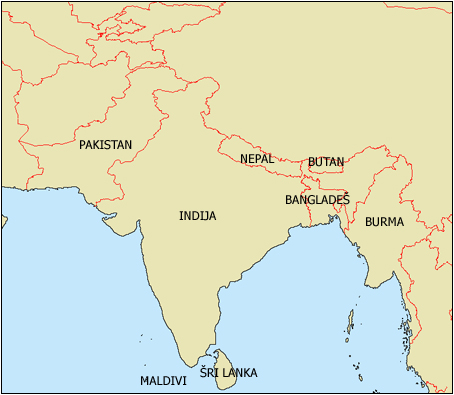 PAKISTAN
NEPAL
BUTAN
BANGLADEŠ
INDIJA
BURMA
ŠRI LANKA
MALDIVI